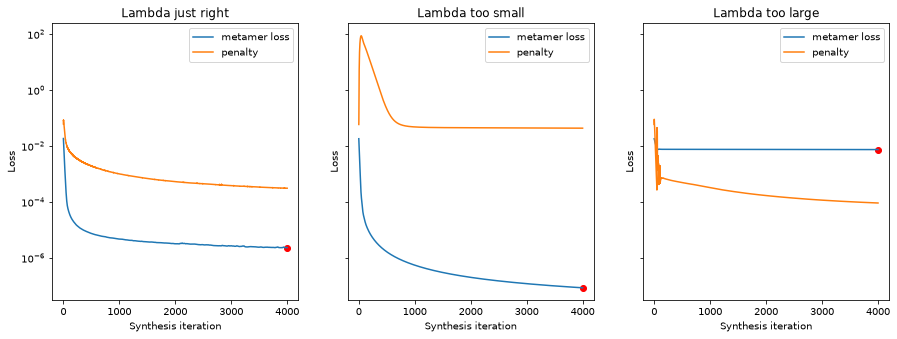 Lambda just right
Lambda too small
Lambda too large
metamer loss
penalty
metamer loss
penalty
metamer loss
penalty
Loss
Loss
Loss
10²
10⁰
10⁻²
10⁻⁴
10⁻⁶
0 1000 2000 3000 4000
0 1000 2000 3000 4000
0 1000 2000 3000 4000
Synthesis iteration
Synthesis iteration
Synthesis iteration